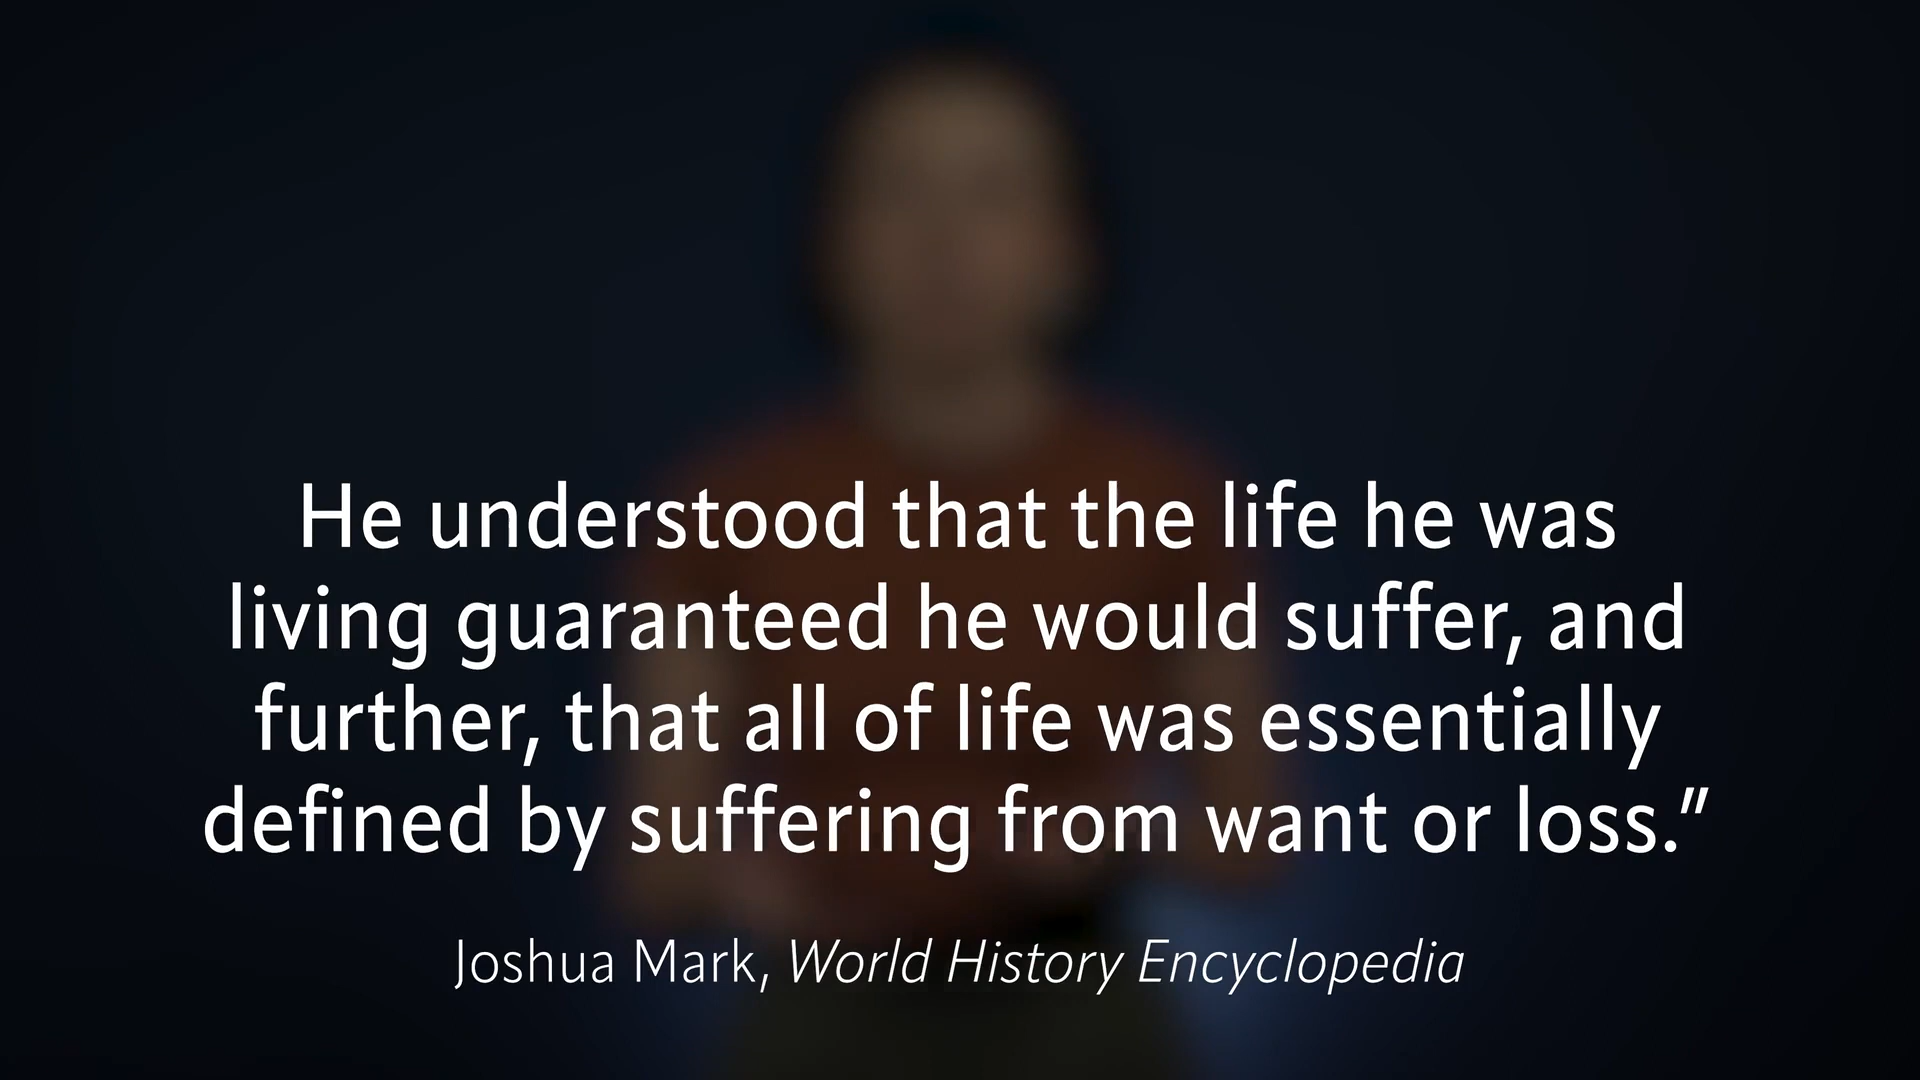 He understood that the life he was
living guaranteed he would suffer, and
further, that all of life was essentially
defined by suffering from want or loss.”
Joshua Mark, World History Encyclopedia